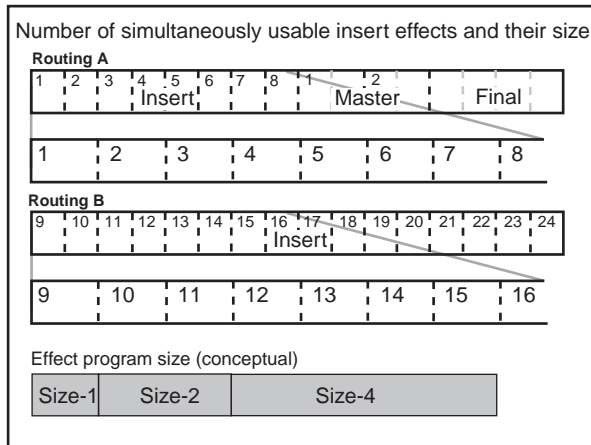 Number of simultaneously usable insert effects and their size
Routing A
1 2 3 4 5 6 7 8 1 2
Insert Master Final
1 2 3 4 5 6 7 8
Routing B
9 10 11 12 13 14 15 16 17 18 19 20 21 22 23 24
Insert
9 10 11 12 13 14 15 16
Effect program size (conceptual)
Size-1 Size-2 Size-4